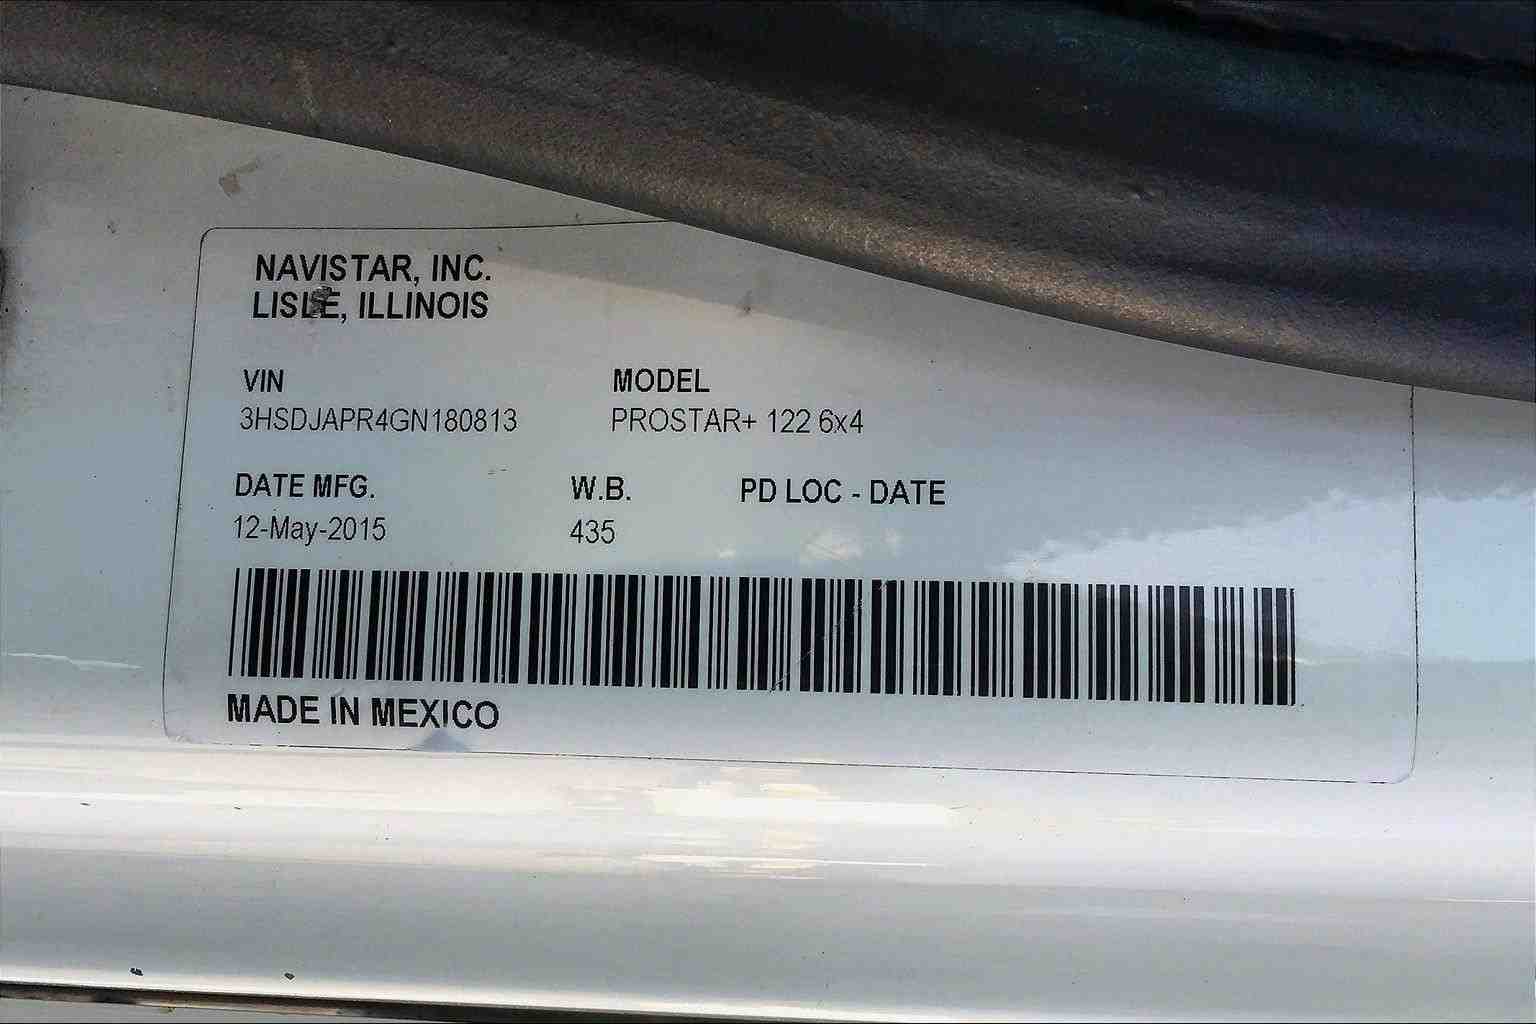 NAVISTAR, INC.
LISLE, ILLINOIS
VIN MODEL
3HSDJAPR4GN180813 PROSTAR+ 122 6x4
DATE MFG. W.B. PD LOC - DATE
12-May-2015 435
MADE IN MEXICO